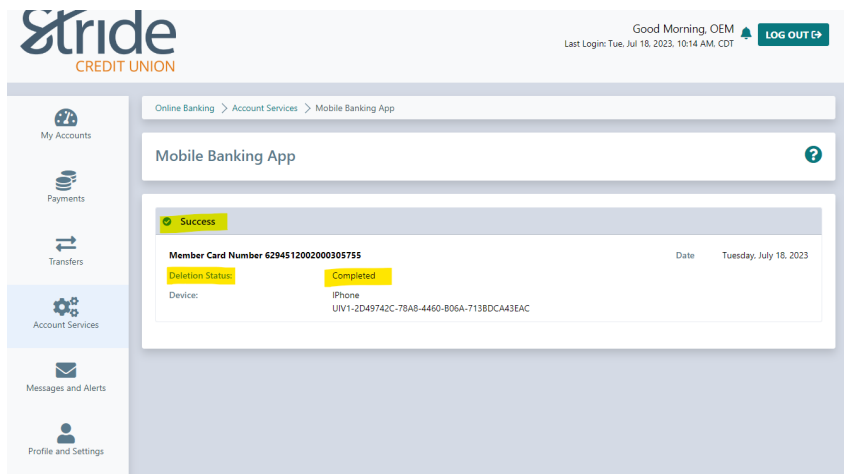 Stride
CREDIT UNION
Good Morning, OEM
Last Login: Tue, Jul 18, 2023, 10:14 AM, CDT
LOG OUT
My Accounts
Payments
Transfers
Account Services
Messages and Alerts
Profile and Settings
Online Banking > Account Services > Mobile Banking App
Mobile Banking App
?
Success
Member Card Number 6294512002000305755
Date Tuesday, July 18, 2023
Deletion Status: Completed
Device: IPhone
UIV1-2D49742C-78A8-4460-B06A-713BDCA43EAC